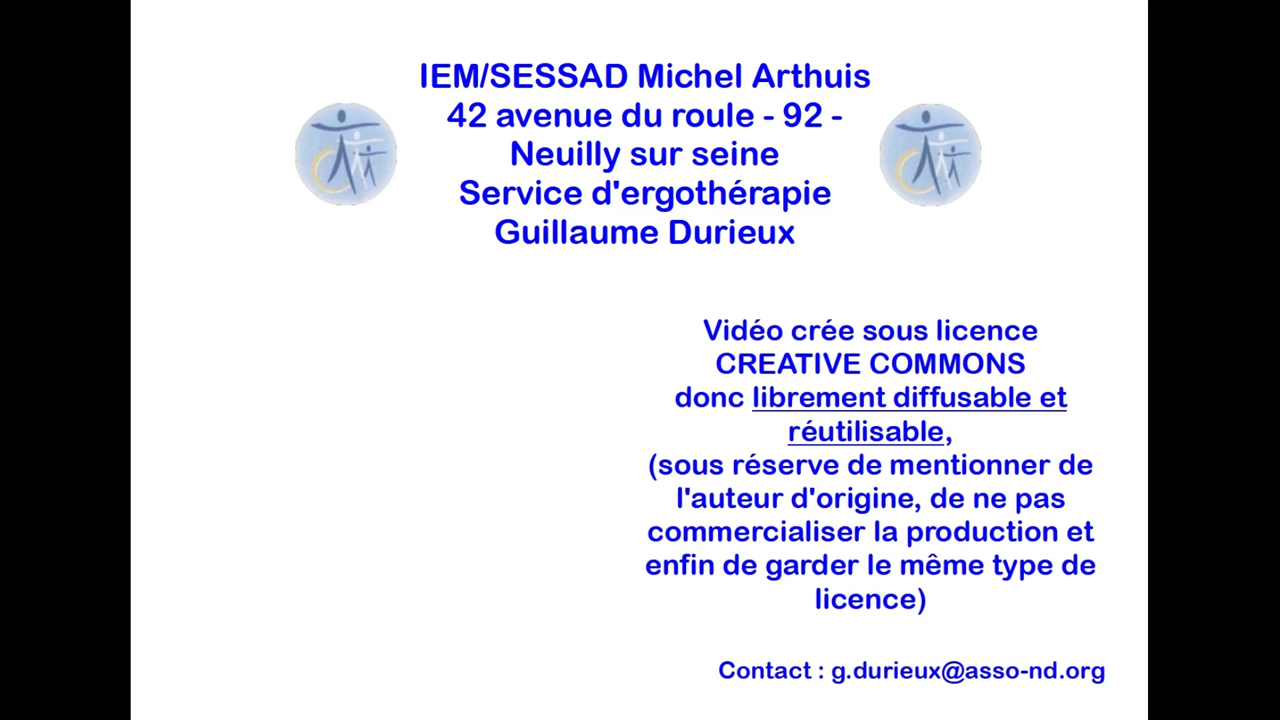 IEM/SESSAD Michel Arthuis
42 avenue du roule - 92 -
Neuilly sur seine
Service d'ergothérapie
Guillaume Durieux
Vidéo crée sous licence
CREATIVE COMMONS
donc librement diffusable et
réutilisable,
(sous réserve de mentionner de
l'auteur d'origine, de ne pas
commercialiser la production et
enfin de garder le même type de
licence)
Contact : g.durieux@asso-nd.org